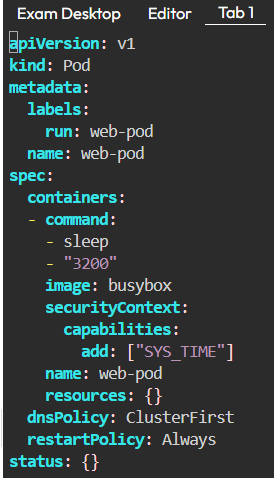 Exam Desktop Editor Tab 1
apiVersion: v1
kind: Pod
metadata:
  labels:
    run: web-pod
  name: web-pod
spec:
  containers:
  - command:
    - sleep
    - "3200"
    image: busybox
    securityContext:
      capabilities:
        add: ["SYS_TIME"]
    name: web-pod
    resources: {}
  dnsPolicy: ClusterFirst
  restartPolicy: Always
status: {}